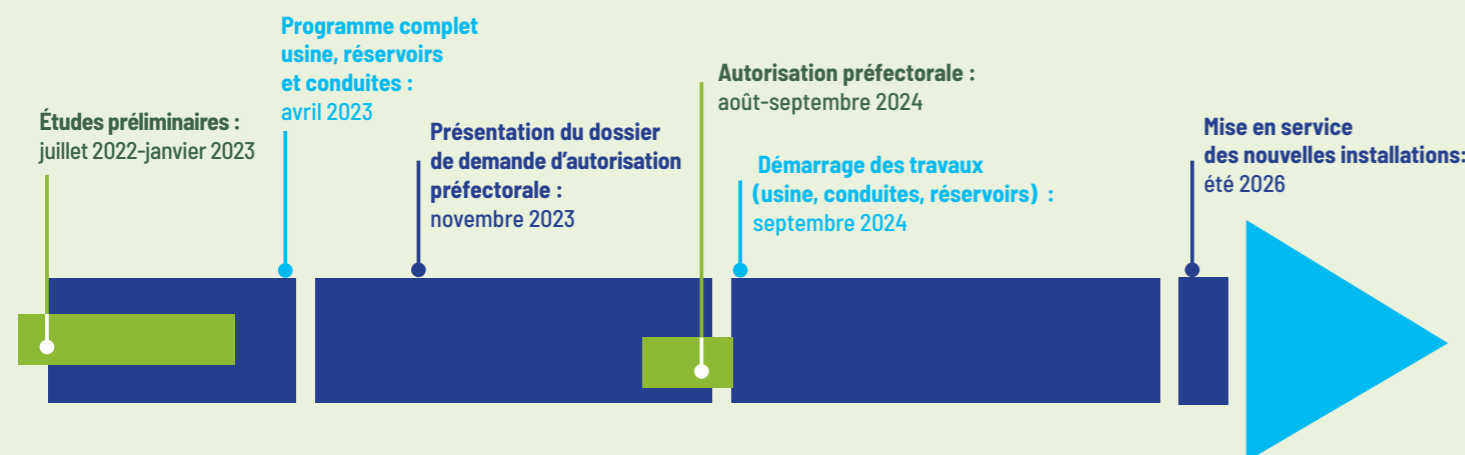 Études préliminaires :
juillet 2022-janvier 2023
Programme complet
usine, réservoirs
et conduites :
avril 2023
Présentation du dossier
de demande d'autorisation
préfectorale :
novembre 2023
Autorisation préfectorale :
août-septembre 2024
Démarrage des travaux
(usine, conduites, réservoirs) :
septembre 2024
Mise en service
des nouvelles installations:
été 2026